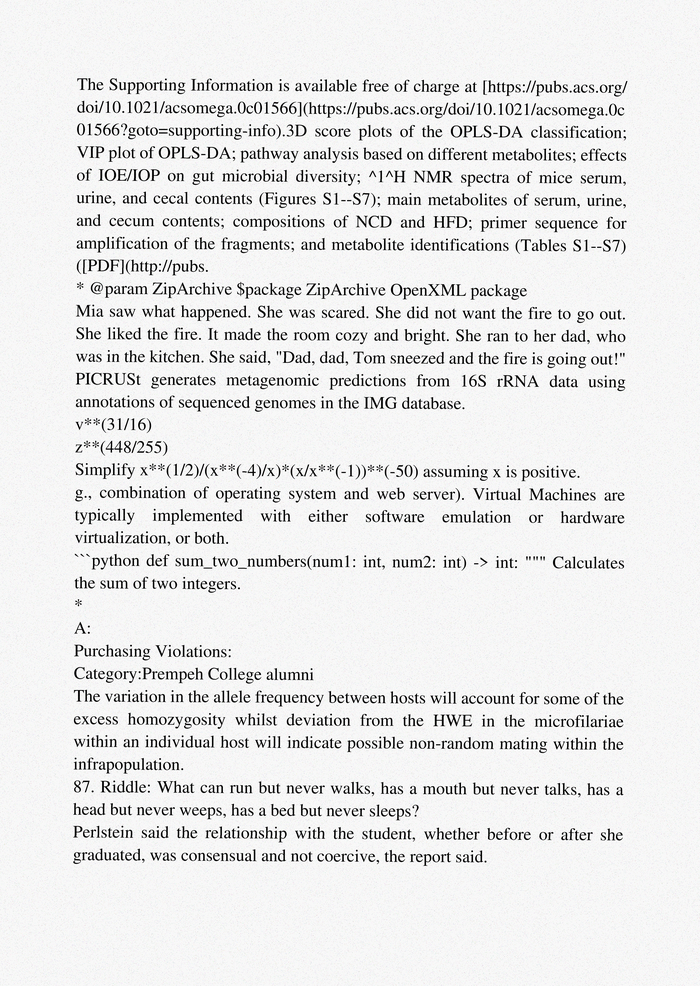 The Supporting Information is available free of charge at [https://pubs.acs.org/
doi/10.1021/acsomega.0c01566](https://pubs.acs.org/doi/10.1021/acsomega.0c
01566?goto=supporting-info).3D score plots of the OPLS-DA classification;
VIP plot of OPLS-DA; pathway analysis based on different metabolites; effects
of IOE/IOP on gut microbial diversity; ^1^H NMR spectra of mice serum,
urine, and cecal contents (Figures S1--S7); main metabolites of serum, urine,
and cecum contents; compositions of NCD and HFD; primer sequence for
amplification of the fragments; and metabolite identifications (Tables S1--S7)
([PDF](http://pubs.
* @param ZipArchive $package ZipArchive OpenXML package
Mia saw what happened. She was scared. She did not want the fire to go out.
She liked the fire. It made the room cozy and bright. She ran to her dad, who
was in the kitchen. She said, "Dad, dad, Tom sneezed and the fire is going out!"
PICRUSt generates metagenomic predictions from 16S rRNA data using
annotations of sequenced genomes in the IMG database.
v**(31/16)
z**(448/255)
Simplify x**(1/2)/(x**(-4)/x)*(x/x**(-1))**(-50) assuming x is positive.
g., combination of operating system and web server). Virtual Machines are
typically implemented with either software emulation or hardware
virtualization, or both.
```python def sum_two_numbers(num1: int, num2: int) -> int: """ Calculates
the sum of two integers.
*
A:
Purchasing Violations:
Category:Prempeh College alumni
The variation in the allele frequency between hosts will account for some of the
excess homozygosity whilst deviation from the HWE in the microfilariae
within an individual host will indicate possible non-random mating within the
infrapopulation.
87. Riddle: What can run but never walks, has a mouth but never talks, has a
head but never weeps, has a bed but never sleeps?
Perlstein said the relationship with the student, whether before or after she
graduated, was consensual and not coercive, the report said.